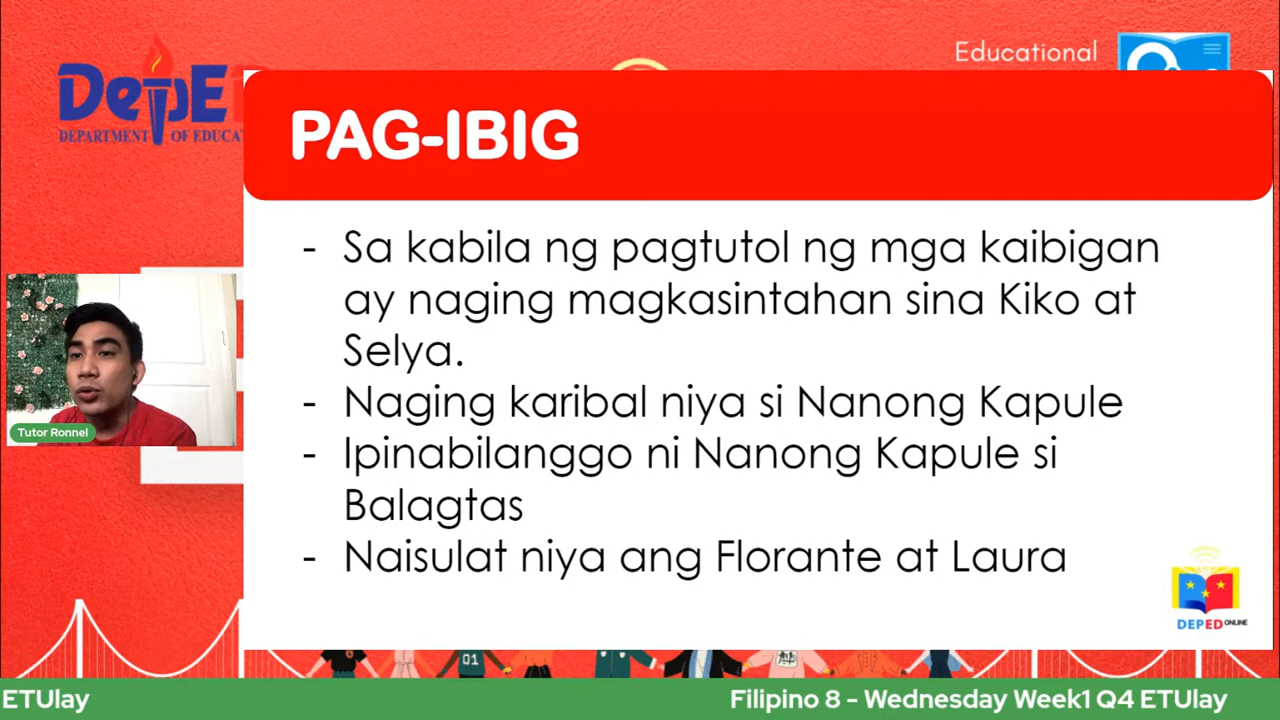 Educational
DepED
DEPARTMENT OF EDUCAT
PAG-IBIG
- Sa kabila ng pagtutol ng mga kaibigan
ay naging magkasintahan sina Kiko at
Selya.
- Naging karibal niya si Nanong Kapule
- Ipinabilanggo ni Nanong Kapule si
Balagtas
- Naisulat niya ang Florante at Laura
Tutor Ronnel
DEPED ONLINE
Q1
ETUlay
Filipino 8 - Wednesday Week1 Q4 ETUlay